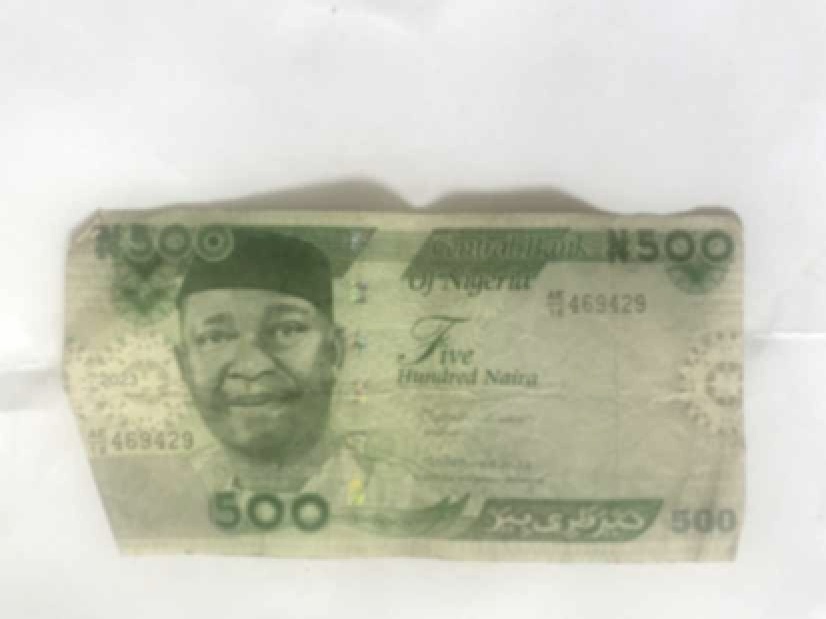 ₦500
Central Bank
Of Nigeria
₦500
469429
Five
Hundred Naira
2023
469429
500
500